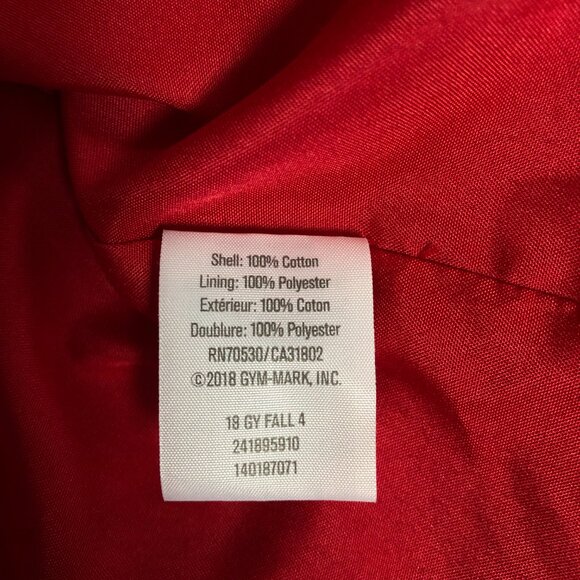 Shell: 100% Cotton
Lining: 100% Polyester
Extérieur: 100% Coton
Doublure: 100% Polyester
RN70530/CA31802
©2018 GYM-MARK, INC.
18 GY FALL 4
241895910
140187071